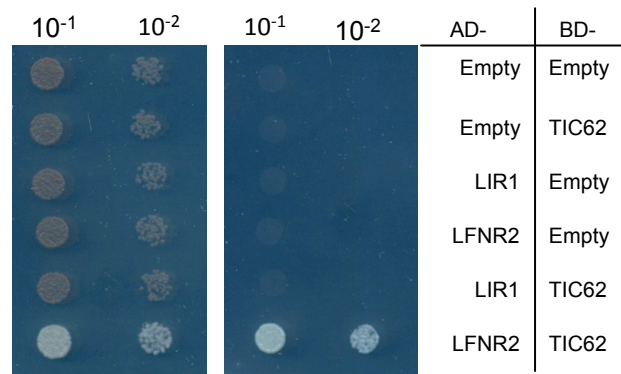 10-1 10-2 10-1 10-2 AD- BD-
Empty Empty
Empty TIC62
LIR1 Empty
LFNR2 Empty
LIR1 TIC62
LFNR2 TIC62